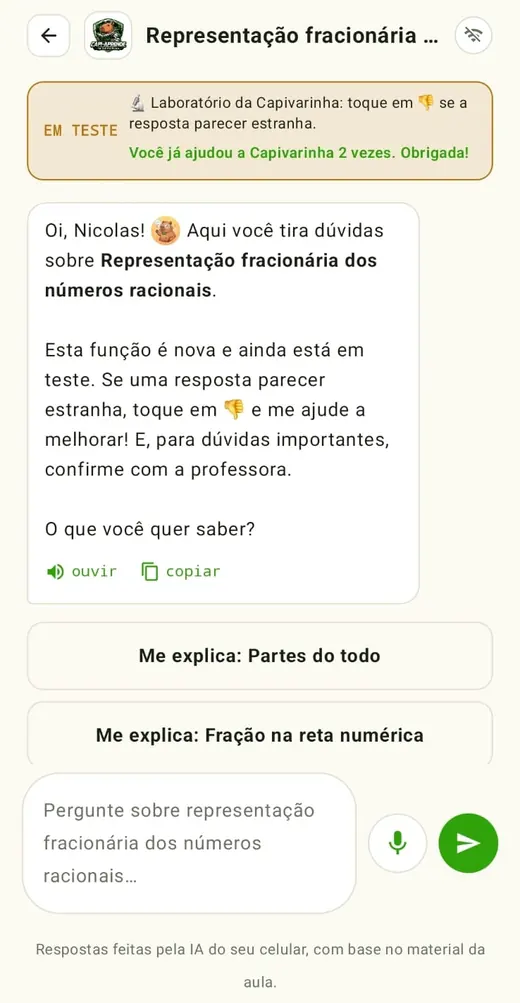 Representação fracionária ...
EM TESTE
🔬 Laboratório da Capivarinha: toque em 👎 se a
resposta parecer estranha.
Você já ajudou a Capivarinha 2 vezes. Obrigada!
Oi, Nicolas! Aqui você tira dúvidas
sobre Representação fracionária dos
números racionais.
Esta função é nova e ainda está em
teste. Se uma resposta parecer
estranha, toque em 👎 e me ajude a
melhorar! E, para dúvidas importantes,
confirme com a professora.
O que você quer saber?
ouvir
copiar
Me explica: Partes do todo
Me explica: Fração na reta numérica
Pergunte sobre representação
fracionária dos números
racionais...
Respostas feitas pela IA do seu celular, com base no material da
aula.